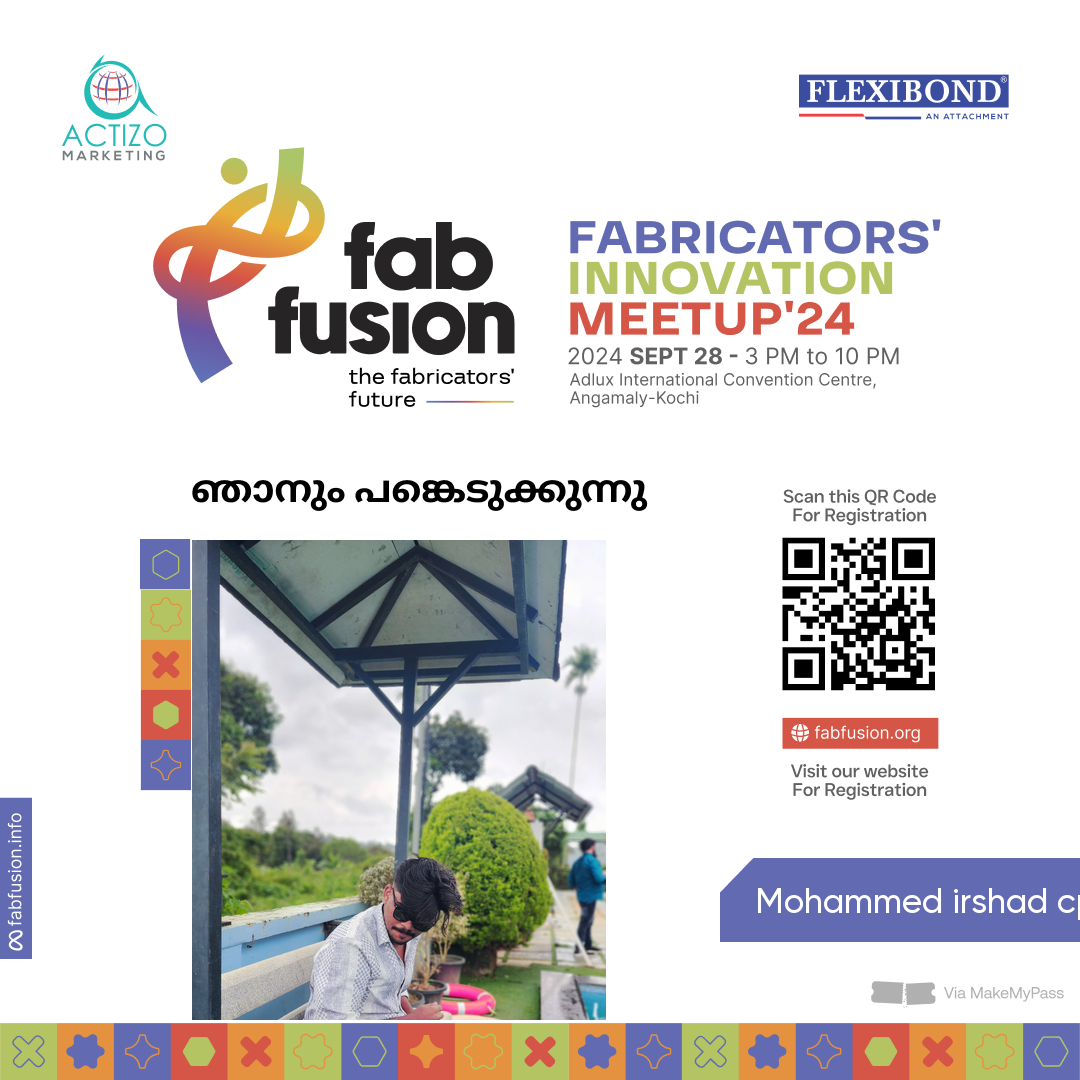 ACTIZO
MARKETING
FLEXIBOND®
AN ATTACHMENT
fab
fusion
the fabricators'
future
FABRICATORS'
INNOVATION
MEETUP'24
2024 SEPT 28 - 3 PM to 10 PM
Adlux International Convention Centre,
Angamaly-Kochi
ഞാനും പങ്കെടുക്കുന്നു
Scan this QR Code
For Registration
fabfusion.org
Visit our website
For Registration
fabfusion.info
Mohammed irshad cp
Via MakeMyPass